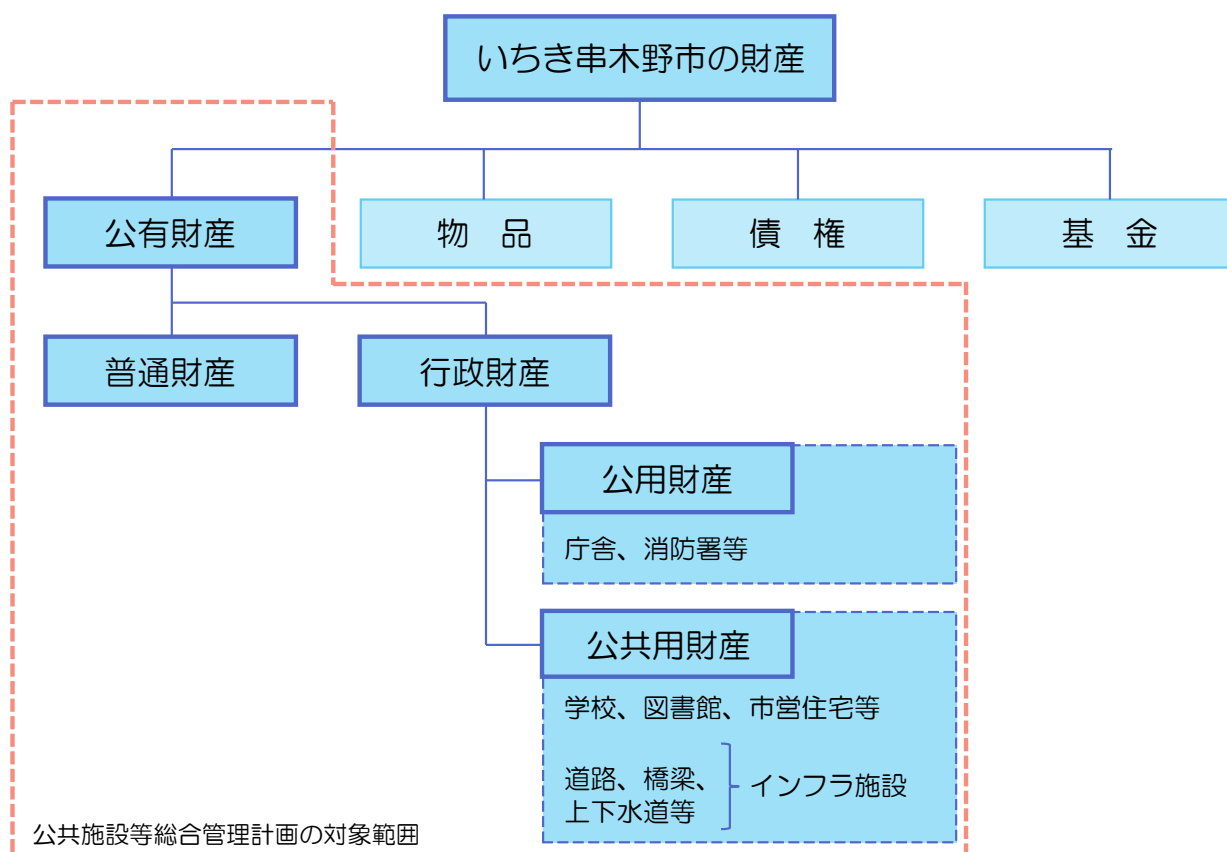 いちき串木野市の財産
公有財産
物　品
債　権
基　金
普通財産
行政財産
公用財産
庁舎、消防署等
公共用財産
学校、図書館、市営住宅等
道路、橋梁、
上下水道等
インフラ施設
公共施設等総合管理計画の対象範囲